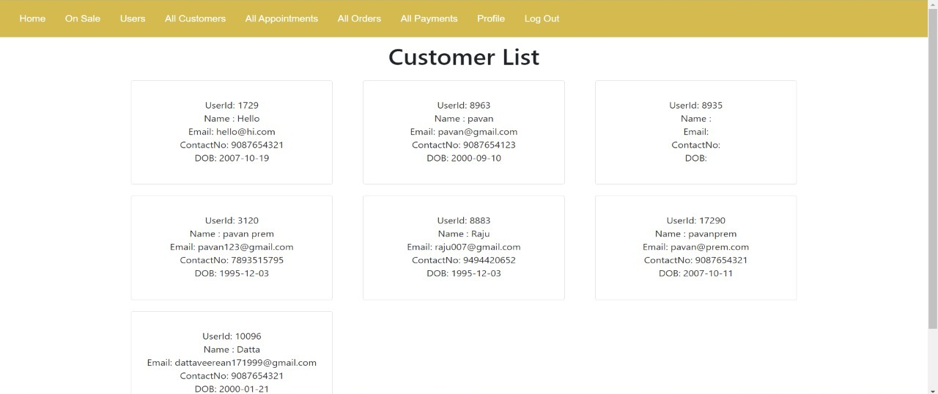 Home On Sale Users All Customers All Appointments All Orders All Payments Profile Log Out
Customer List
UserId: 1729
Name : Hello
Email: hello@hi.com
ContactNo: 9087654321
DOB: 2007-10-19
UserId: 8963
Name : pavan
Email: pavan@gmail.com
ContactNo: 9087654123
DOB: 2000-09-10
UserId: 8935
Name :
Email:
ContactNo:
DOB:
UserId: 3120
Name : pavan prem
Email: pavan123@gmail.com
ContactNo: 7893515795
DOB: 1995-12-03
UserId: 8883
Name : Raju
Email: raju007@gmail.com
ContactNo: 9494420652
DOB: 1995-12-03
UserId: 17290
Name : pavanprem
Email: pavan@prem.com
ContactNo: 9087654321
DOB: 2007-10-11
UserId: 10096
Name : Datta
Email: dattaveerean171999@gmail.com
ContactNo: 9087654321
DOB: 2000-01-21